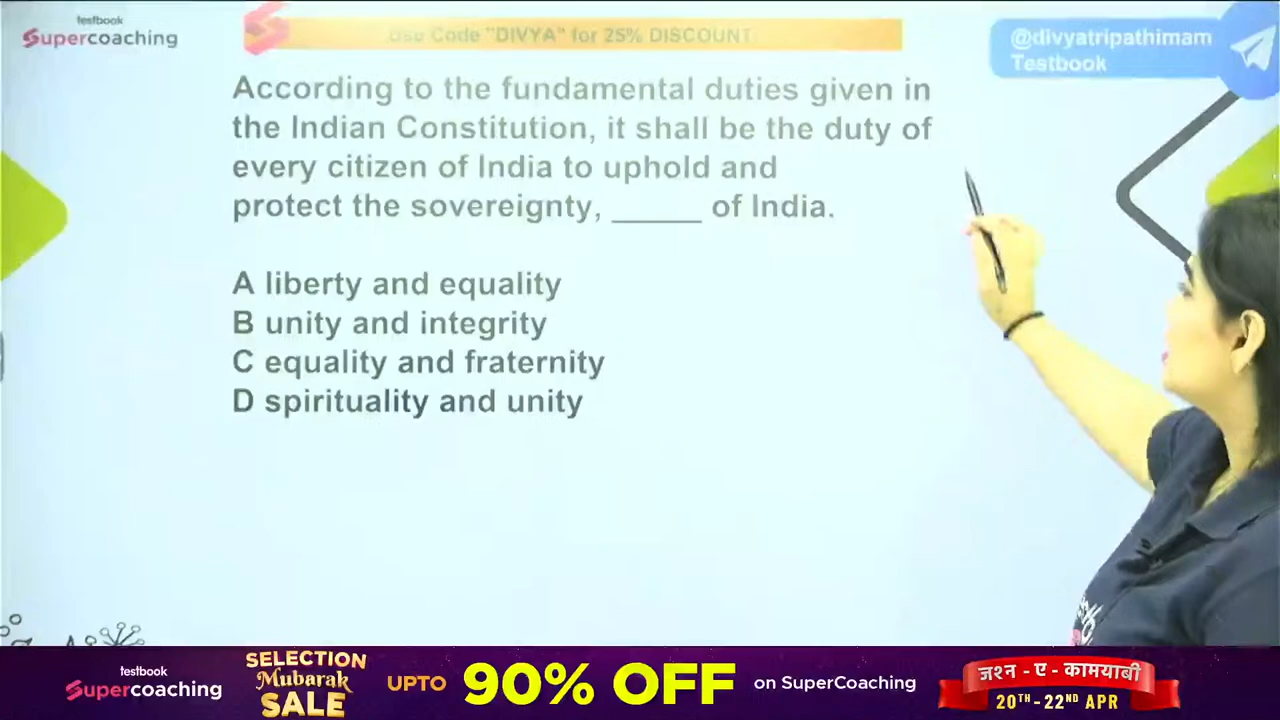 testbook
Supercoaching
Use Code "DIVYA" for 25% DISCOUNT
@divyatripathimam
Testbook
According to the fundamental duties given in
the Indian Constitution, it shall be the duty of
every citizen of India to uphold and
protect the sovereignty, ______ of India.
A liberty and equality
B unity and integrity
C equality and fraternity
D spirituality and unity
testbook
Supercoaching
SELECTION
Mubarak
SALE
UPTO 90% OFF on SuperCoaching
जश्न - ए - कामयाबी
20TH - 22ND APR